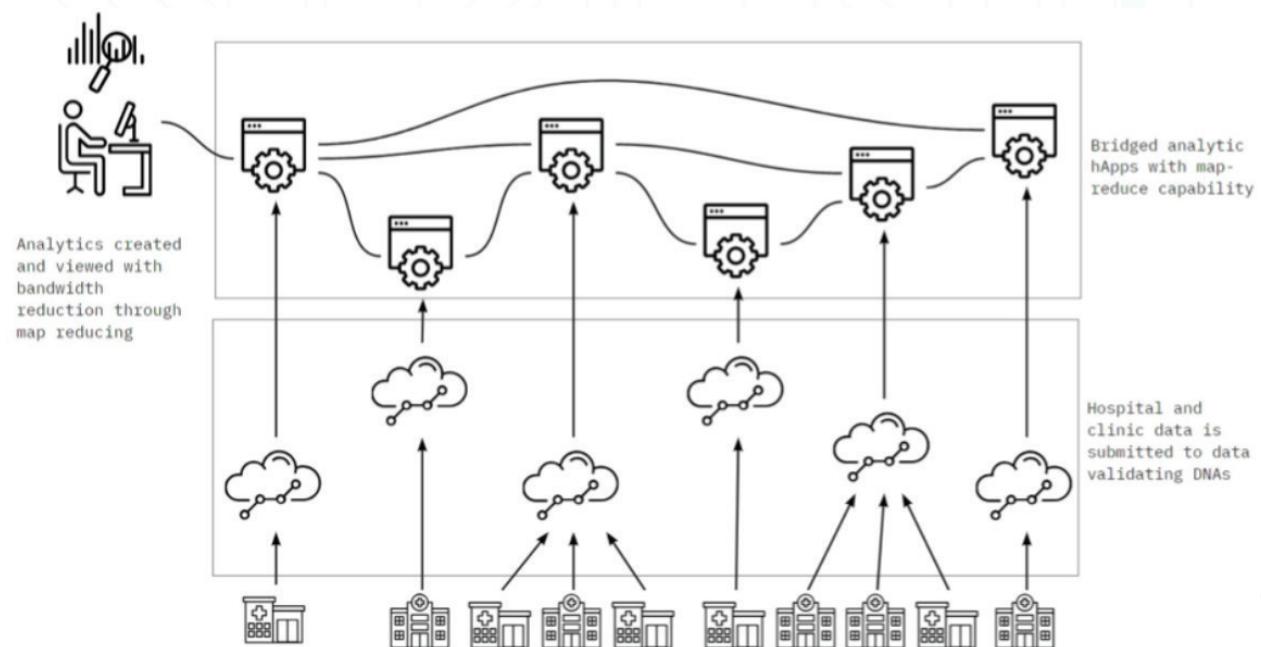 Bridged analytic
hApps with map-
reduce capability
Analytics created
and viewed with
bandwidth
reduction through
map reducing
Hospital and
clinic data is
submitted to data
validating DNAs